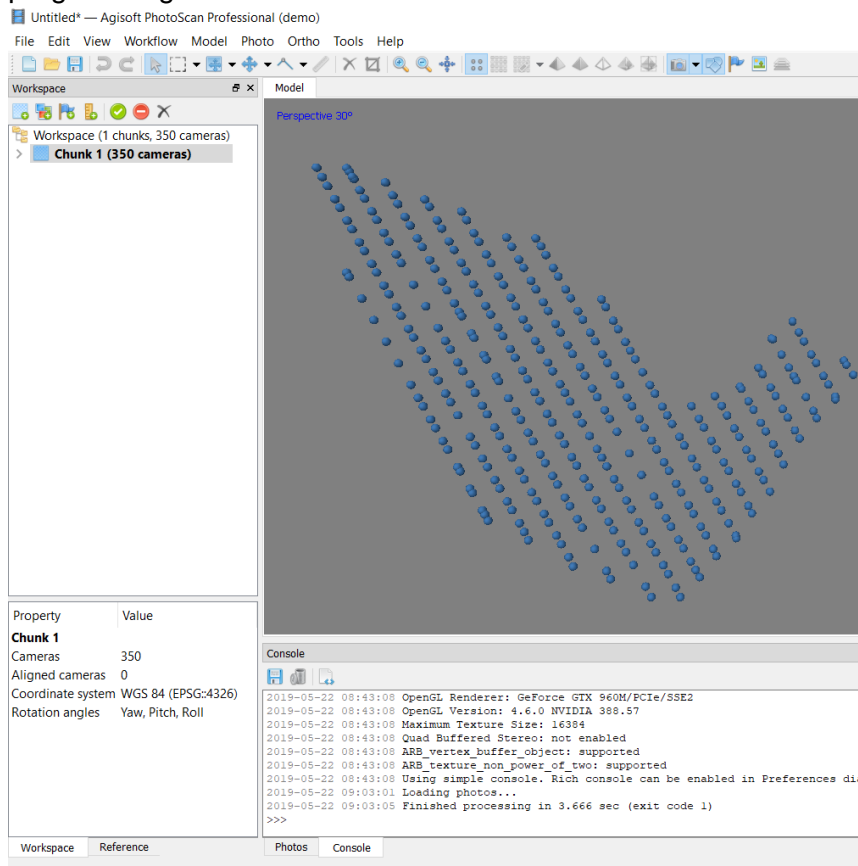 Untitled* — Agisoft PhotoScan Professional (demo)
File Edit View Workflow Model Photo Ortho Tools Help
Workspace
Model
Perspective 30°
Workspace (1 chunks, 350 cameras)
Chunk 1 (350 cameras)
Property Value
Chunk 1
Cameras 350
Aligned cameras 0
Coordinate system WGS 84 (EPSG::4326)
Rotation angles Yaw, Pitch, Roll
Console
2019-05-22 08:43:08 OpenGL Renderer: GeForce GTX 960M/PCIe/SSE2
2019-05-22 08:43:08 OpenGL Version: 4.6.0 NVIDIA 388.57
2019-05-22 08:43:08 Maximum Texture Size: 16384
2019-05-22 08:43:08 Quad Buffered Stereo: not enabled
2019-05-22 08:43:08 ARB_vertex_buffer_object: supported
2019-05-22 08:43:08 ARB_texture_non_power_of_two: supported
2019-05-22 08:43:08 Using simple console. Rich console can be enabled in Preferences
2019-05-22 09:03:01 Loading photos...
2019-05-22 09:03:05 Finished processing in 3.666 sec (exit code 1)
>>>
Workspace Reference
Photos Console